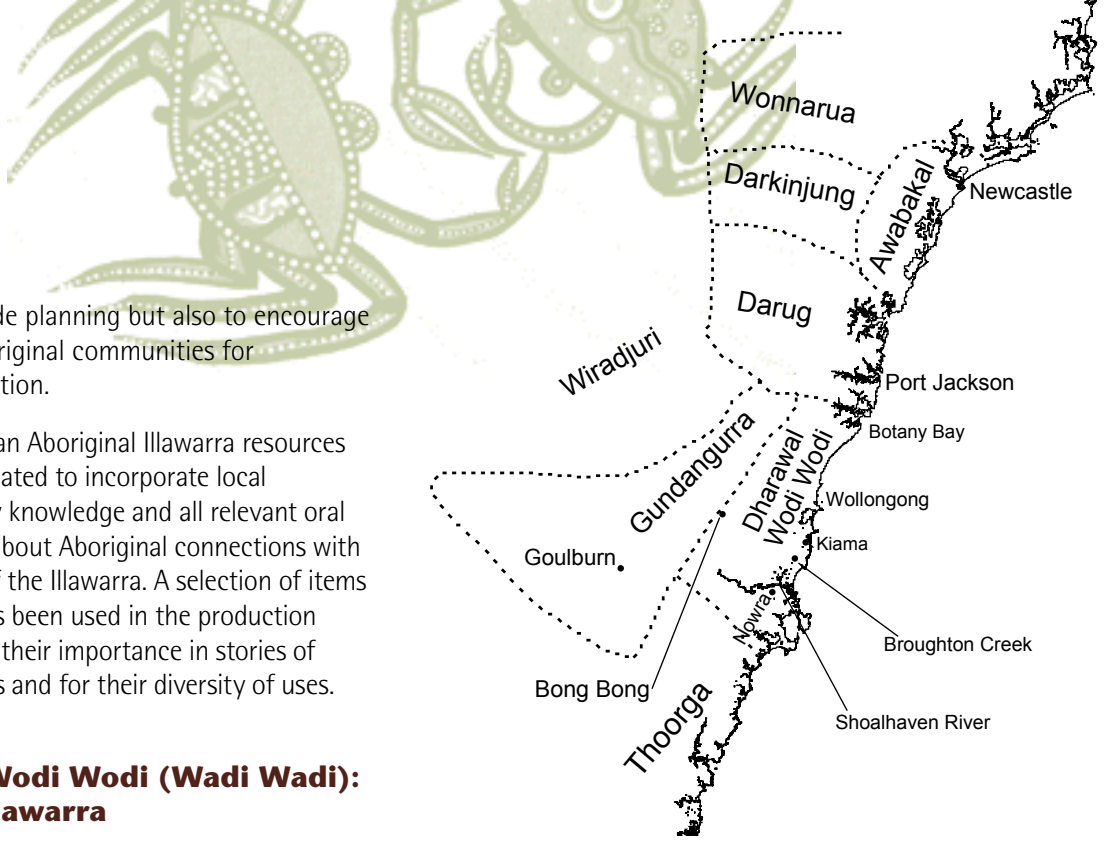 de planning but also to encourage
riginal communities for
tion.
an Aboriginal Illawarra resources
ated to incorporate local
y knowledge and all relevant oral
bout Aboriginal connections with
f the Illawarra. A selection of items
s been used in the production
their importance in stories of
s and for their diversity of uses.
Wodi Wodi (Wadi Wadi):
lawarra
Wonnarua
Darkinjung
Awabakal
Newcastle
Darug
Wiradjuri
Port Jackson
Botany Bay
Gundangurra
Dharawal
Wodi Wodi
Wollongong
Kiama
Goulburn
Nowra
Broughton Creek
Bong Bong
Shoalhaven River
Thoorga